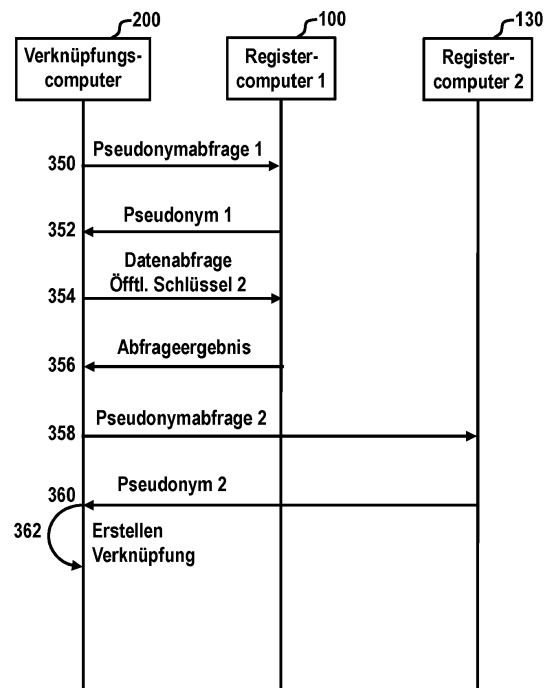 200
100
130
Verknüpfungs-
computer
Register-
computer 1
Register-
computer 2
350
Pseudonymabfrage 1
352
Pseudonym 1
Datenabfrage
354
Öfftl. Schlüssel 2
356
Abfrageergebnis
358
Pseudonymabfrage 2
360
Pseudonym 2
362
Erstellen
Verknüpfung